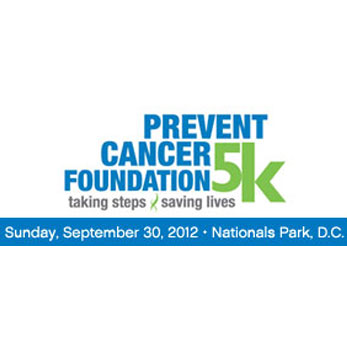 PREVENT
CANCER
FOUNDATION 5k
taking steps saving lives
Sunday, September 30, 2012 • Nationals Park, D.C.